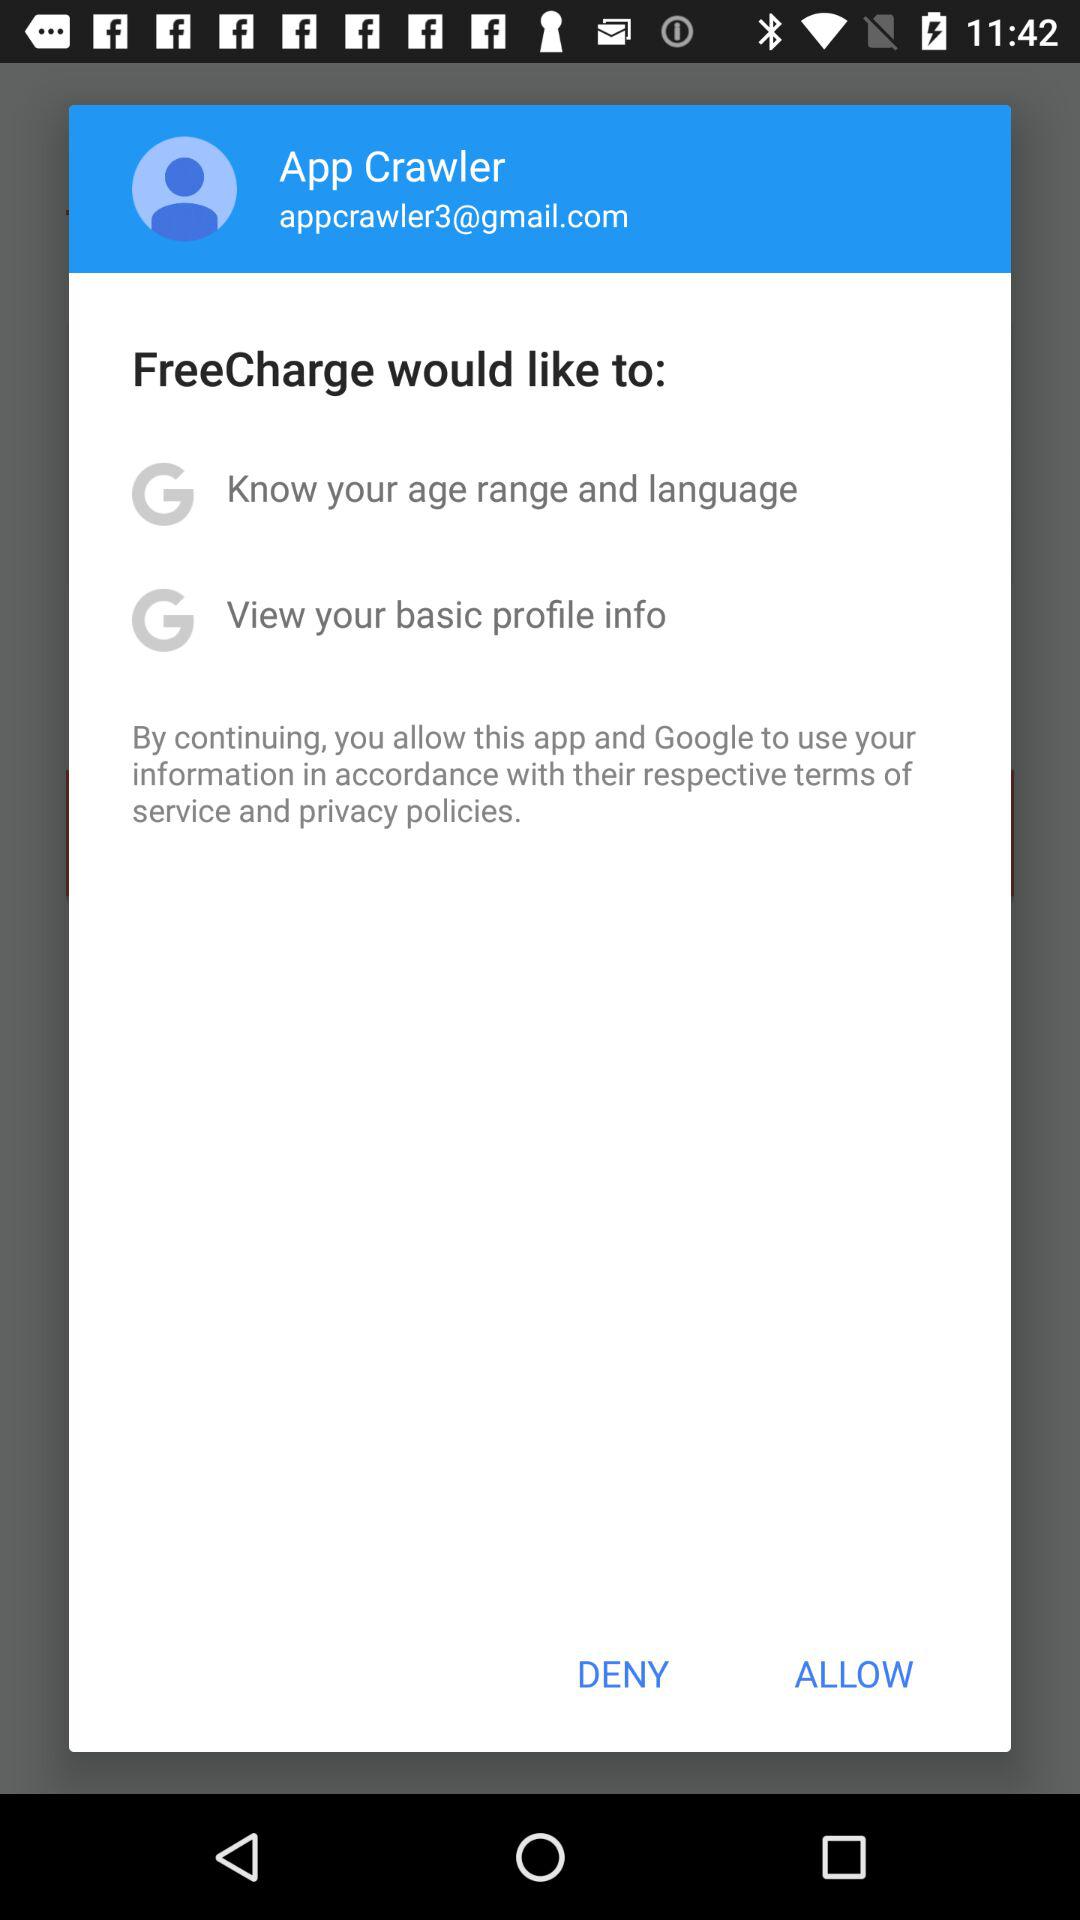 11:42
App Crawler
appcrawler3@gmail.com
FreeCharge would like to:
Know your age range and language
View your basic profile info
By continuing, you allow this app and Google to use your
information in accordance with their respective terms of
service and privacy policies.
DENY ALLOW